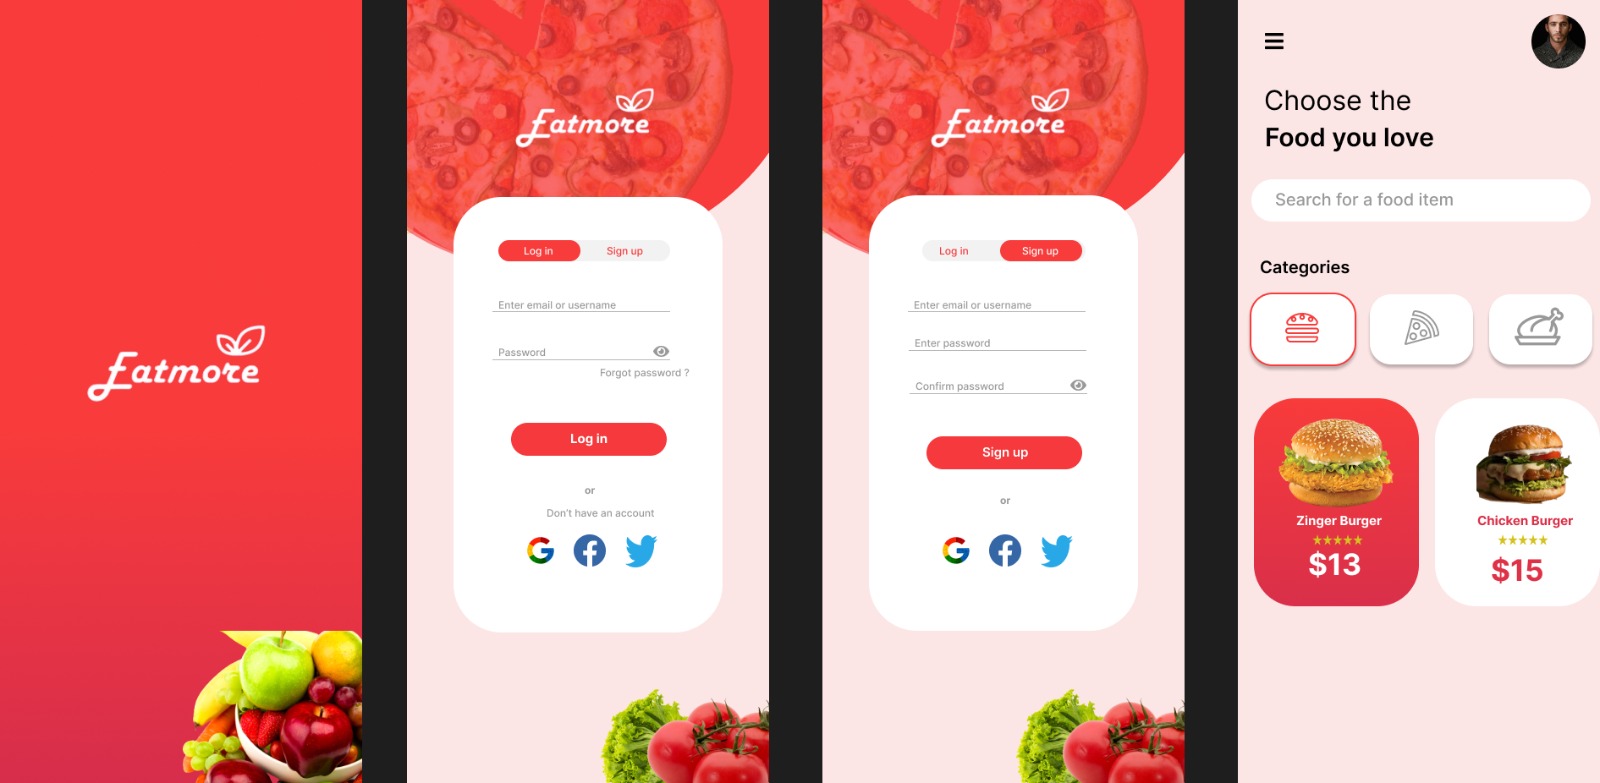 Eatmore
Eatmore
Log in
Sign up
Enter email or username
Password
Forgot password ?
Log in
or
Don't have an account
Eatmore
Log in
Sign up
Enter email or username
Enter password
Confirm password
Sign up
or
Choose the
Food you love
Search for a food item
Categories
Zinger Burger
$13
Chicken Burger
$15